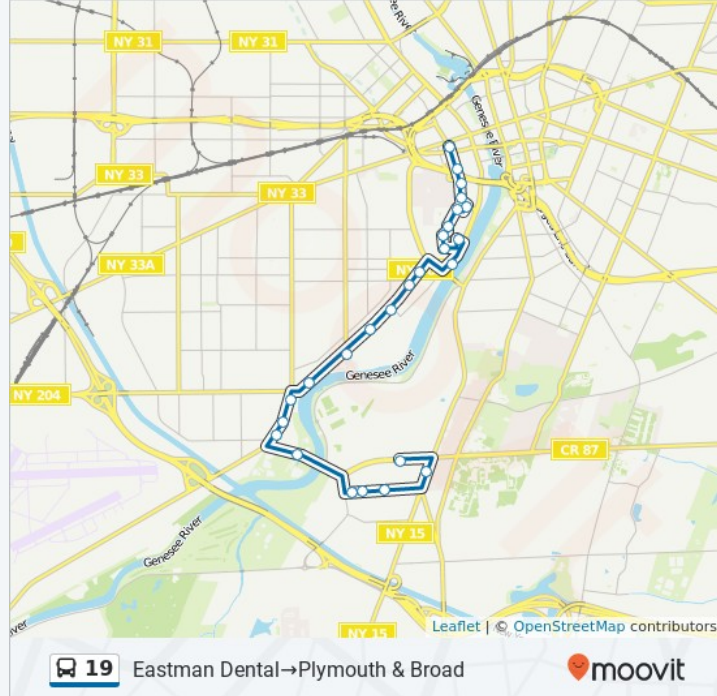 NY 31
NY 31
Genesee River
NY 33
NY 33
NY 33A
Genesee River
NY 204
CR 87
NY 15
Genesee River
NY 15
Leaflet | © OpenStreetMap contributors
19 Eastman Dental→Plymouth & Broad
moovit